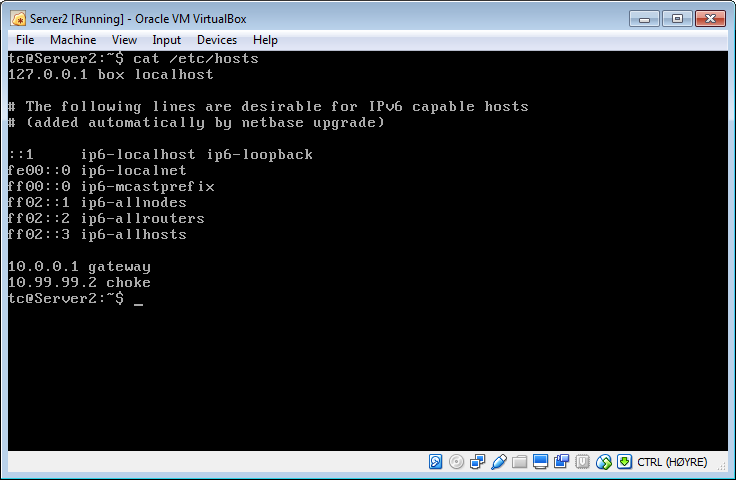 Server2 [Running] - Oracle VM VirtualBox
File Machine View Input Devices Help
tc@Server2:~$ cat /etc/hosts
127.0.0.1 box localhost
# The following lines are desirable for IPv6 capable hosts
# (added automatically by netbase upgrade)
::1     ip6-localhost ip6-loopback
fe00::0 ip6-localnet
ff00::0 ip6-mcastprefix
ff02::1 ip6-allnodes
ff02::2 ip6-allrouters
ff02::3 ip6-allhosts
10.0.0.1 gateway
10.99.99.2 choke
tc@Server2:~$ _
CTRL (HØYRE)